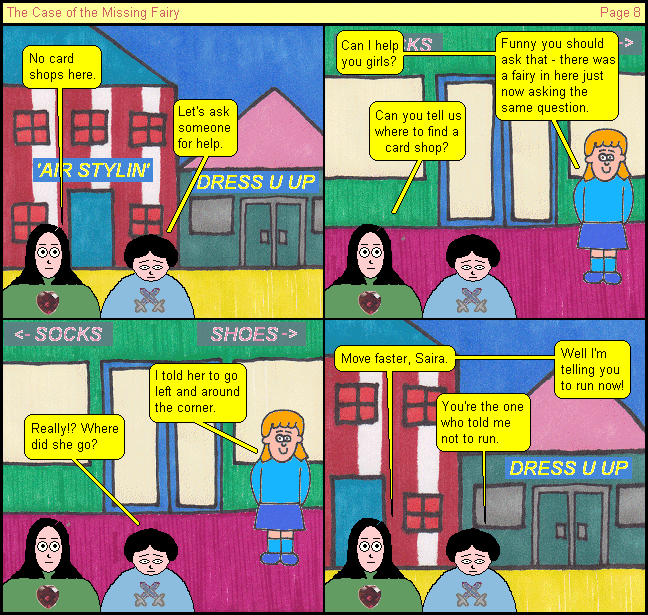 The Case of the Missing Fairy
Page 8
No card
shops here.
Let's ask
someone
for help.
'AIR STYLIN'
DRESS U UP
Can I help
you girls?
KS
->
Funny you should
ask that - there was
a fairy in here just
now asking the
same question.
Can you tell us
where to find a
card shop?
<- SOCKS
SHOES ->
I told her to go
left and around
the corner.
Really!? Where
did she go?
Move faster, Saira.
Well I'm
telling you
to run now!
You're the one
who told me
not to run.
DRESS U UP